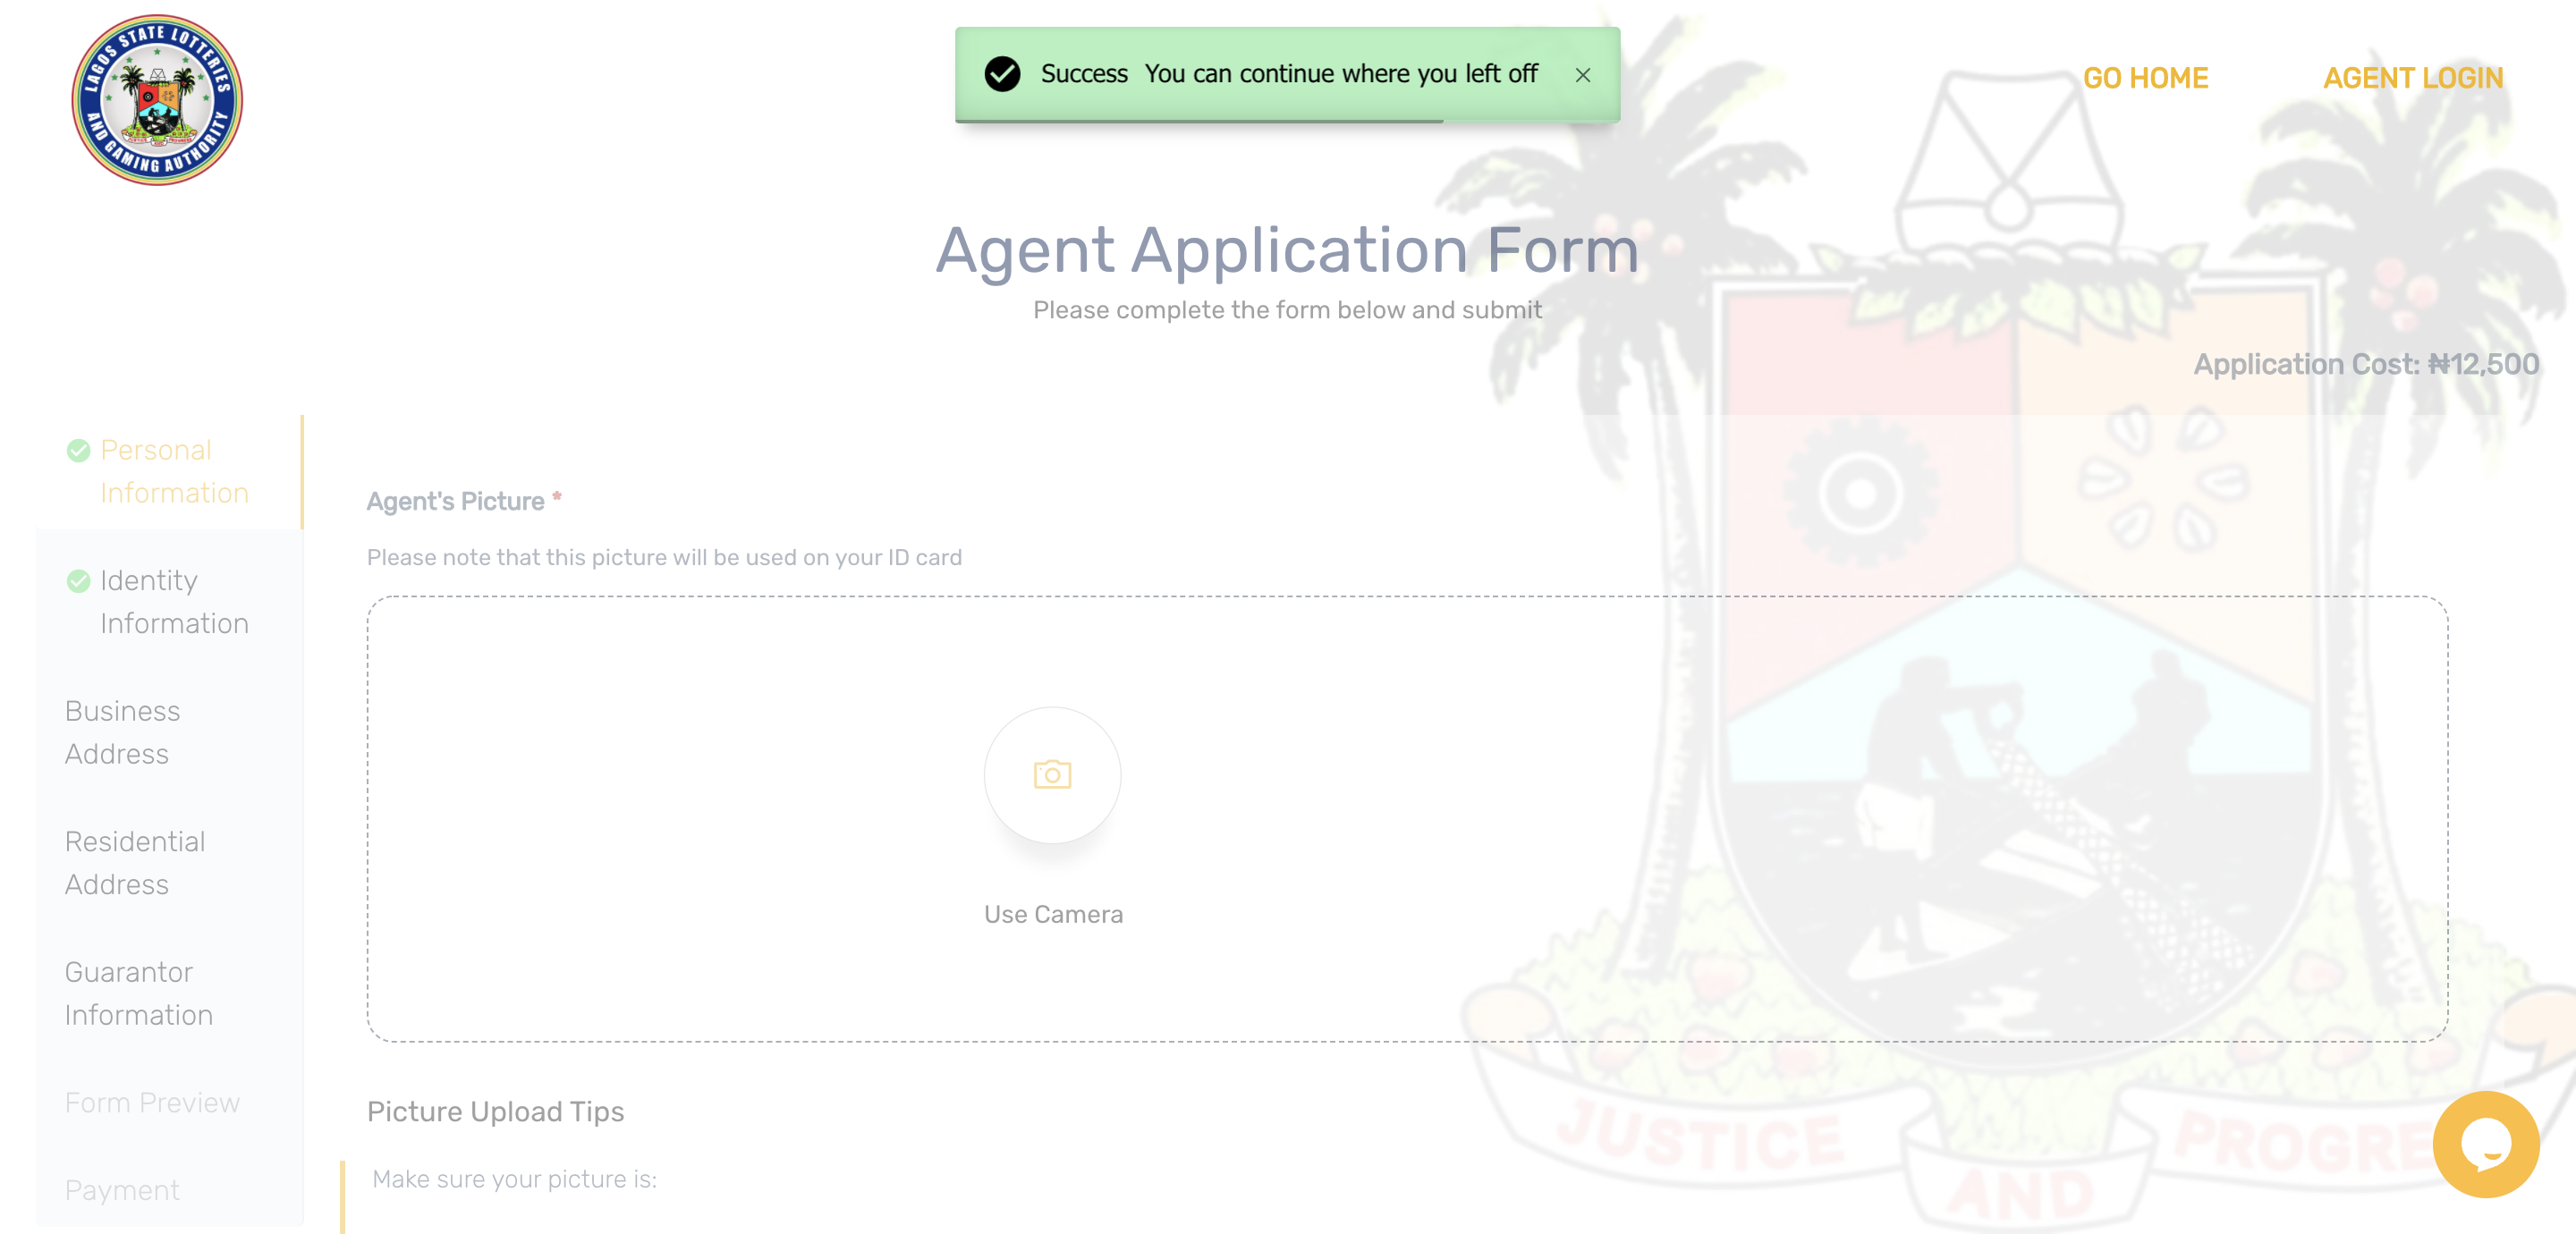 LAGOS STATE LOTTERIES
AND GAMING AUTHORITY
Success You can continue where you left off
GO HOME
AGENT LOGIN
Agent Application Form
Please complete the form below and submit
Application Cost: ₦12,500
Personal
Information
Identity
Information
Business
Address
Residential
Address
Guarantor
Information
Form Preview
Payment
Agent's Picture *
Please note that this picture will be used on your ID card
Use Camera
Picture Upload Tips
Make sure your picture is:
JUSTICE
AND
PROGRE